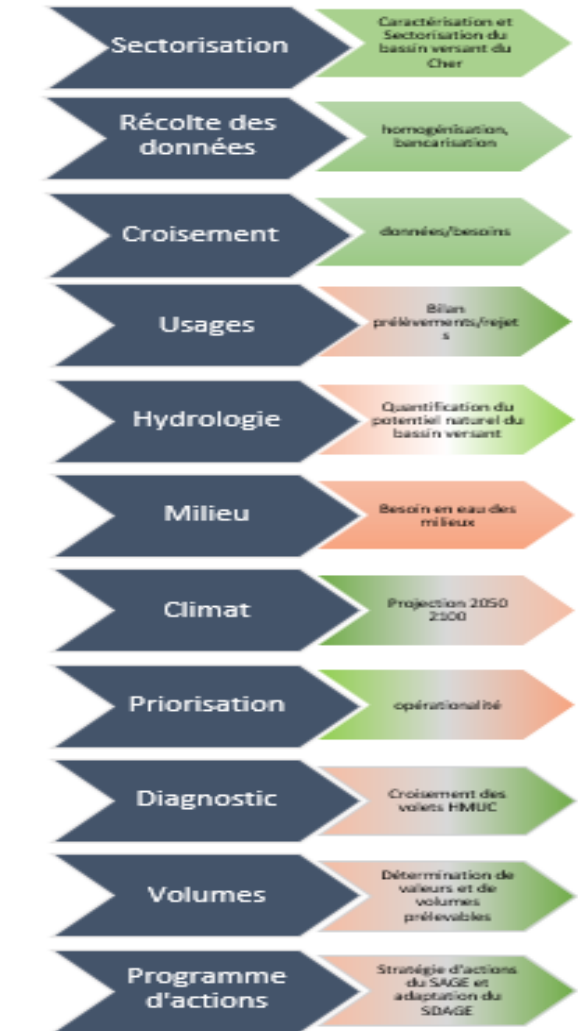 Sectorisation
Caractérisation et
Sectorisation du
bassin versant du
Cher
Récolte des
données
homogénisation,
bancarisation
Croisement
données/besoins
Usages
Bilan
prélèvements/rejet
s
Hydrologie
Quantification du
potentiel naturel du
bassin versant
Milieu
Besoin en eau des
milieux
Climat
Projection 2050
2100
Priorisation
opérationalité
Diagnostic
Croisement des
volets HMUC
Volumes
Détermination de
valeurs et de
volumes
prélevables
Programme
d'actions
Stratégie d'actions
du SAGE et
adaptation du
SDAGE